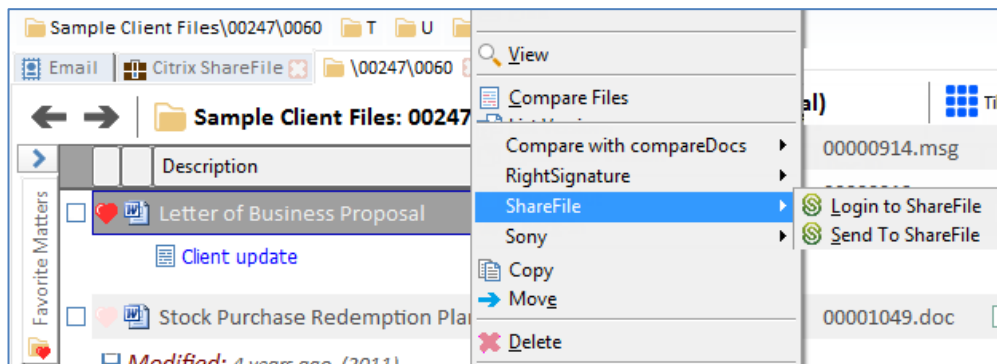 Sample Client Files\00247\0060 T U
View
Email Citrix ShareFile \00247\0060
Compare Files
Sample Client Files: 00247
al)
Compare with compareDocs
00000914.msg
Description
RightSignature
Letter of Business Proposal
ShareFile
Login to ShareFile
Sony
Send To ShareFile
Client update
Copy
Move
Favorite Matters
Stock Purchase Redemption Pla
00001049.doc
Delete
Modified: 4 years ago (2011)